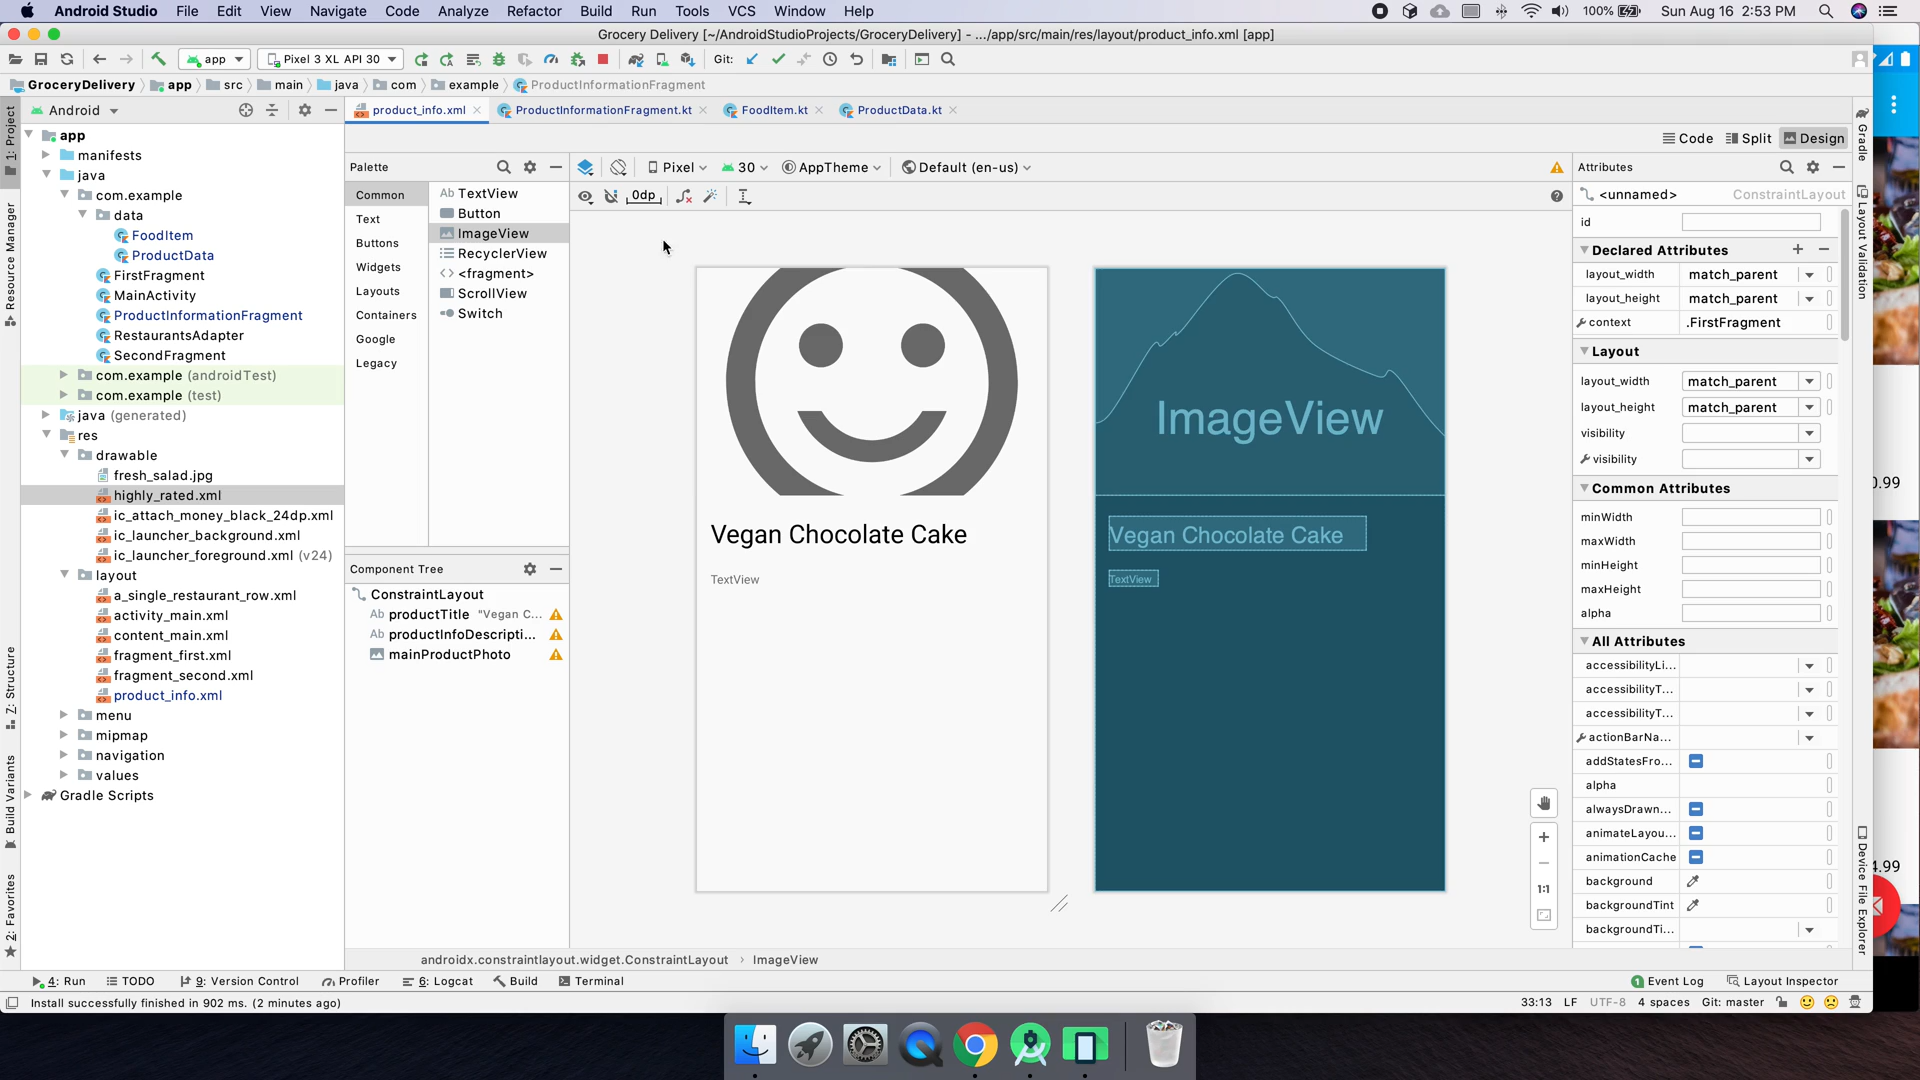 Android Studio File Edit View Navigate Code Analyze Refactor Build Run Tools VCS Window Help 100% Sun Aug 16 2:53 PM
Grocery Delivery [~/AndroidStudioProjects/GroceryDelivery] - .../app/src/main/res/layout/product_info.xml [app]
app Pixel 3 XL API 30 Git:
GroceryDelivery app src main java com example ProductInformationFragment
Android product_info.xml ProductInformationFragment.kt FoodItem.kt ProductData.kt
Code Split Design
1: Project
Resource Manager
Z: Structure
Build Variants
2: Favorites
app
manifests
java
com.example
data
FoodItem
ProductData
FirstFragment
MainActivity
ProductInformationFragment
RestaurantsAdapter
SecondFragment
com.example (androidTest)
com.example (test)
java (generated)
res
drawable
fresh_salad.jpg
highly_rated.xml
ic_attach_money_black_24dp.xml
ic_launcher_background.xml
ic_launcher_foreground.xml (v24)
layout
a_single_restaurant_row.xml
activity_main.xml
content_main.xml
fragment_first.xml
fragment_second.xml
product_info.xml
menu
mipmap
navigation
values
Gradle Scripts
Palette
Common
Text
Buttons
Widgets
Layouts
Containers
Google
Legacy
Ab TextView
Button
ImageView
RecyclerView
<fragment>
ScrollView
Switch
Component Tree
ConstraintLayout
Ab productTitle "Vegan C...
Ab productInfoDescripti...
mainProductPhoto
Pixel 30 AppTheme Default (en-us)
0dp
Vegan Chocolate Cake
TextView
ImageView
Vegan Chocolate Cake
TextView
1:1
Attributes
<unnamed> ConstraintLayout
id
Declared Attributes
layout_width match_parent
layout_height match_parent
context .FirstFragment
Layout
layout_width match_parent
layout_height match_parent
visibility
visibility
Common Attributes
minWidth
maxWidth
minHeight
maxHeight
alpha
All Attributes
accessibilityLi...
accessibilityT...
accessibilityT...
actionBarNa...
addStatesFro...
alpha
alwaysDrawn...
animateLayou...
animationCache
background
backgroundTint
backgroundTi...
Gradle
Layout Validation
Device File Explorer
0.99
4.99
androidx.constraintlayout.widget.ConstraintLayout › ImageView
4: Run TODO 9: Version Control Profiler 6: Logcat Build Terminal 1 Event Log Layout Inspector
Install successfully finished in 902 ms. (2 minutes ago) 33:13 LF UTF-8 4 spaces Git: master